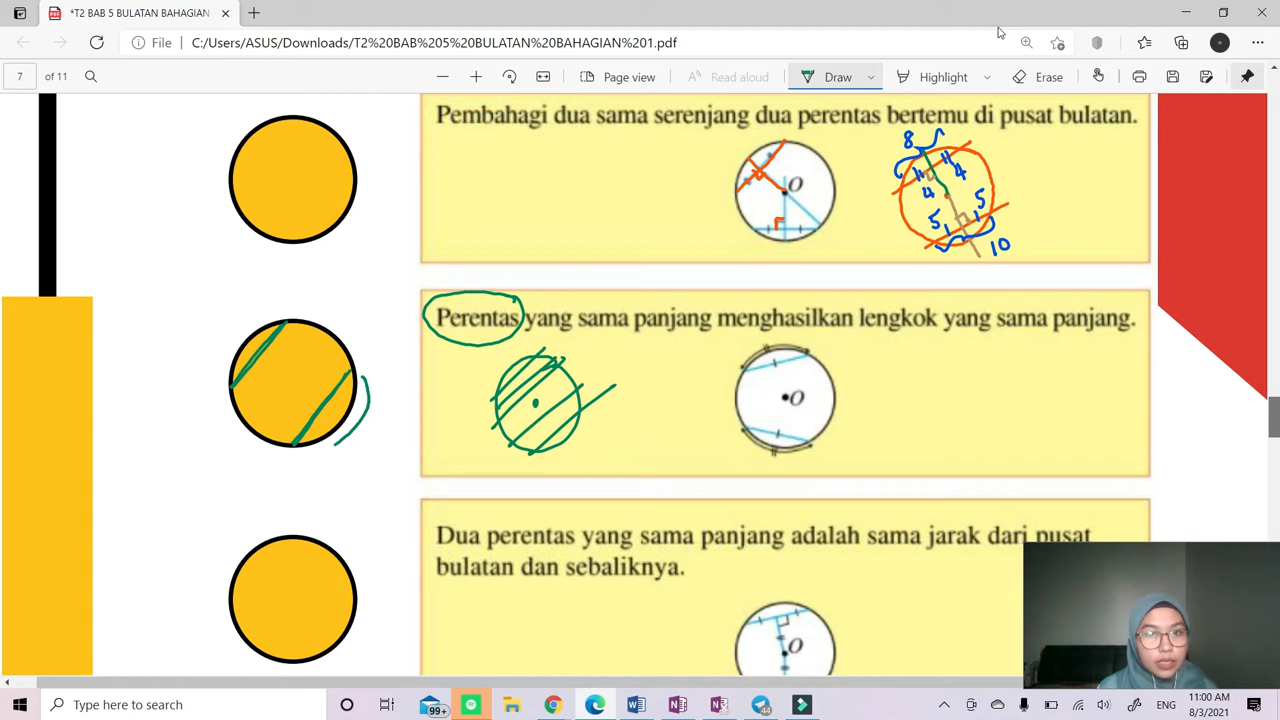 *T2 BAB 5 BULATAN BAHAGIAN
File
C:/Users/ASUS/Downloads/T2%20BAB%205%20BULATAN%20BAHAGIAN%201.pdf
7 of 11
Page view
Read aloud
Draw
Highlight
Erase
Pembahagi dua sama serenjang dua perentas bertemu di pusat bulatan.
O
8
4
4
5
5
10
Perentas yang sama panjang menghasilkan lengkok yang sama panjang.
O
Dua perentas yang sama panjang adalah sama jarak dari pusat
bulatan dan sebaliknya.
O
Type here to search
99+
44
ENG
11:00 AM
8/3/2021